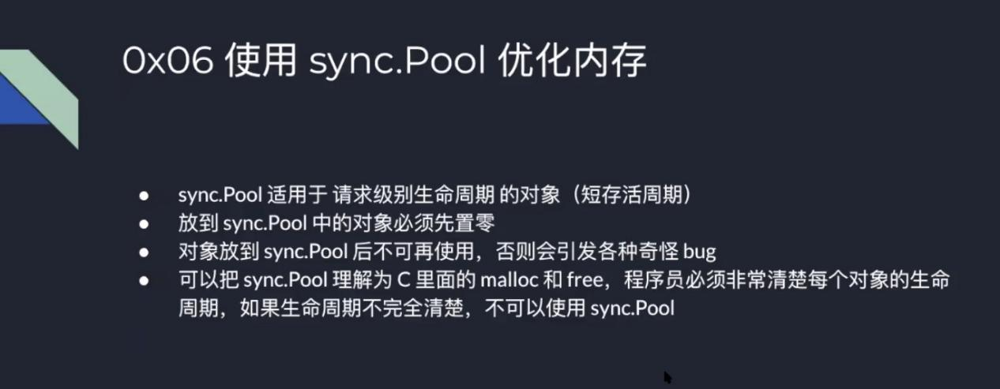 0x06 使用 sync.Pool 优化内存
● sync.Pool 适用于 请求级别生命周期 的对象（短存活周期）
● 放到 sync.Pool 中的对象必须先置零
● 对象放到 sync.Pool 后不可再使用，否则会引发各种奇怪 bug
● 可以把 sync.Pool 理解为 C 里面的 malloc 和 free，程序员必须非常清楚每个对象的生命
周期，如果生命周期不完全清楚，不可以使用 sync.Pool